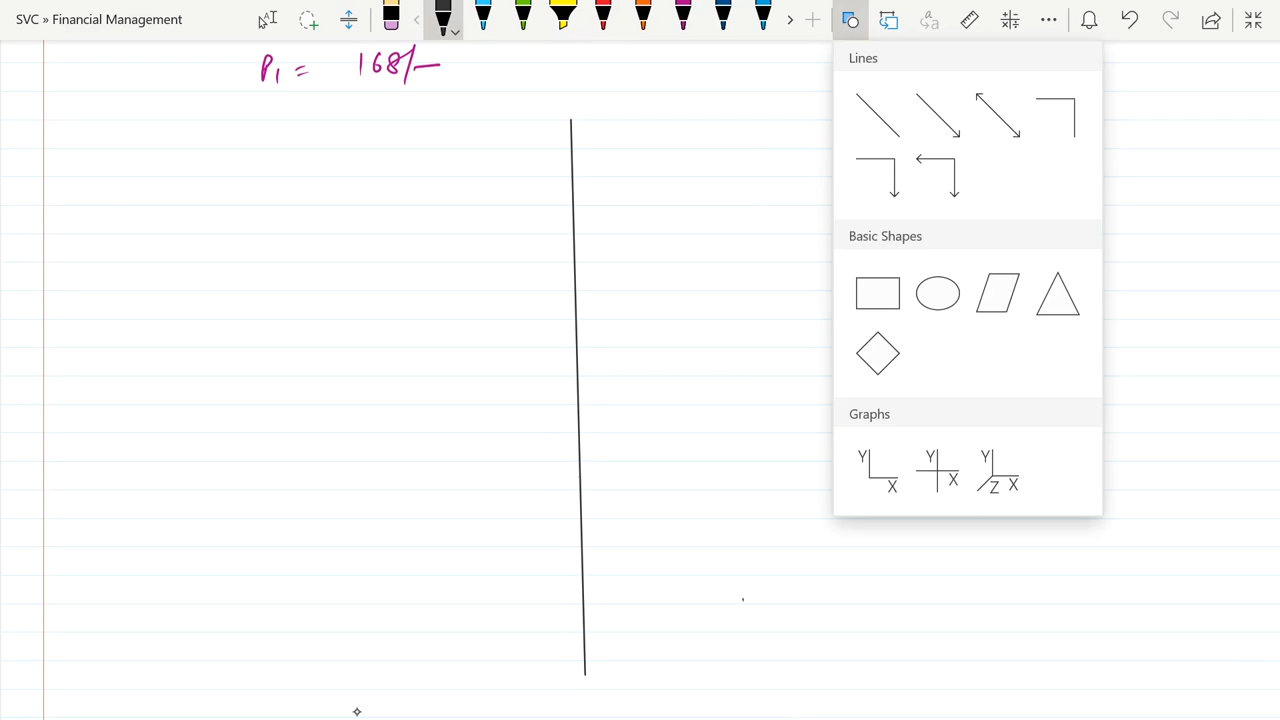 SVC » Financial Management
P1 = 168/-
Lines
Basic Shapes
Graphs
Y
X
Y
X
Y
Z X